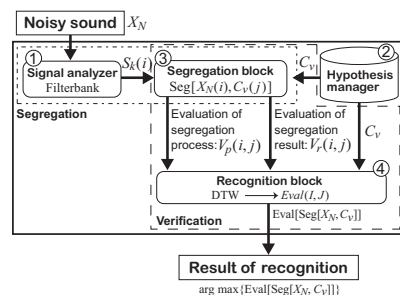 Noisy sound X_N
① Signal analyzer
Filterbank
S_k(i)
③ Segregation block
Seg[X_N(i), C_v(j)]
C_v
② Hypothesis
manager
Segregation
Evaluation of
segregation
process: V_p(i, j)
Evaluation of
segregation
result: V_r(i, j)
C_v
④ Recognition block
DTW → Eval(I, J)
Eval[Seg[X_N, C_v]]
Verification
Result of recognition
arg max{Eval[Seg[X_N, C_v]]}